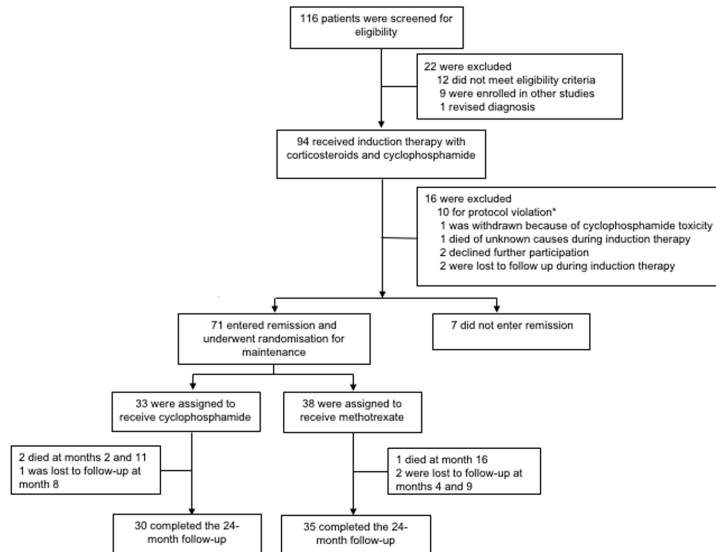 116 patients were screened for
eligibility
22 were excluded
12 did not meet eligibility criteria
9 were enrolled in other studies
1 revised diagnosis
94 received induction therapy with
corticosteroids and cyclophosphamide
16 were excluded
10 for protocol violation*
1 was withdrawn because of cyclophosphamide toxicity
1 died of unknown causes during induction therapy
2 declined further participation
2 were lost to follow up during induction therapy
71 entered remission and
underwent randomisation for
maintenance
7 did not enter remission
33 were assigned to
receive cyclophosphamide
38 were assigned to
receive methotrexate
2 died at months 2 and 11
1 was lost to follow-up at
month 8
1 died at month 16
2 were lost to follow-up at
months 4 and 9
30 completed the 24-
month follow-up
35 completed the 24-
month follow-up